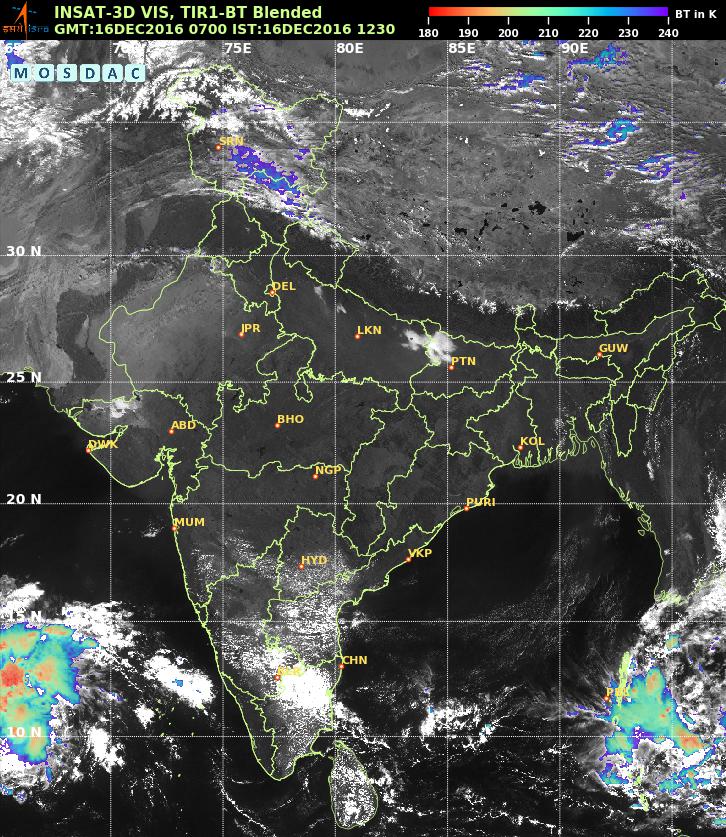 INSAT-3D VIS, TIR1-BT Blended
GMT:16DEC2016 0700 IST:16DEC2016 1230
BT in K
180 190 200 210 220 230 240
75E 80E 85E 90E
MOSDAC
SRN
30 N
DEL
JPR LKN
GUW
PTN
25 N
ABD BHO
DWK KOL
NGP
20 N
PURI
MUM
VKP
HYD
15 N
CHN
10 N